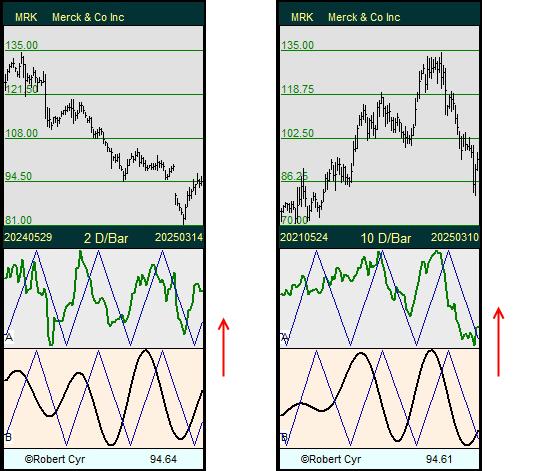 MRK Merck & Co Inc
135.00
121.50
108.00
94.50
81.00
20240529 2 D/Bar 20250314
A
B
©Robert Cyr 94.64
MRK Merck & Co Inc
135.00
118.75
102.50
86.25
70.00
20210524 10 D/Bar 20250310
A
B
©Robert Cyr 94.61